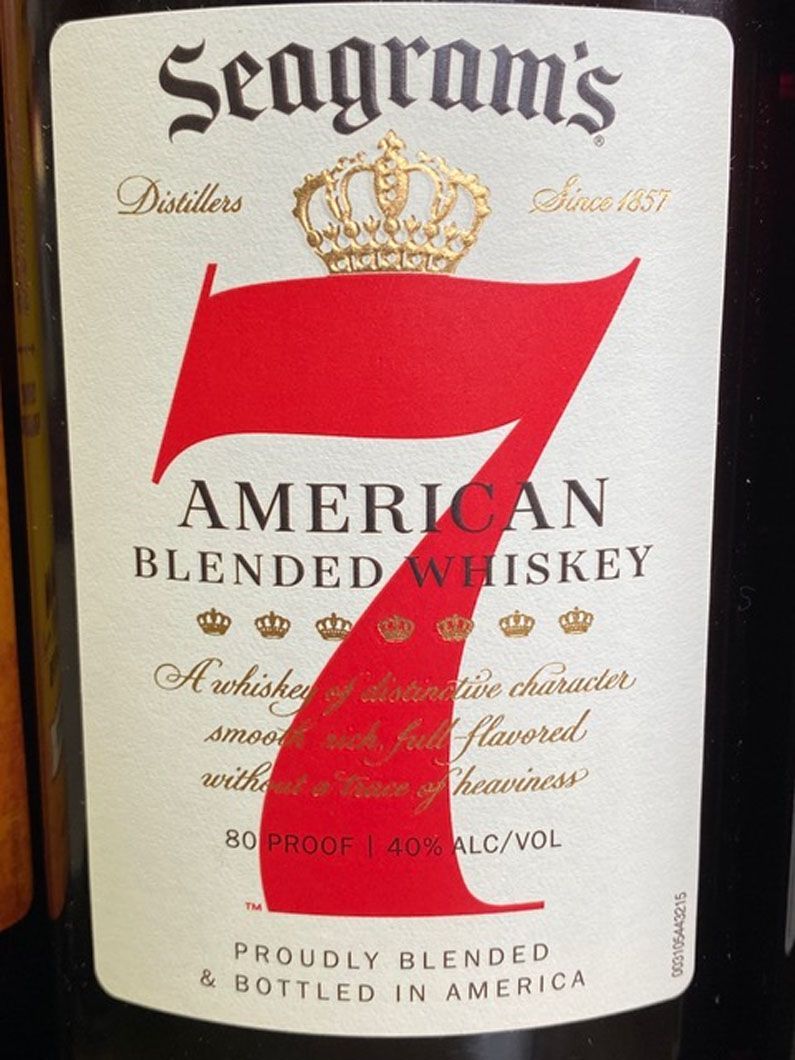 Seagram's®
Distillers Since 1857
7
AMERICAN
BLENDED WHISKEY
A whiskey of distinctive character
smooth rich, full-flavored
without a trace of heaviness
80 PROOF | 40% ALC/VOL
TM
PROUDLY BLENDED
& BOTTLED IN AMERICA
003105443215